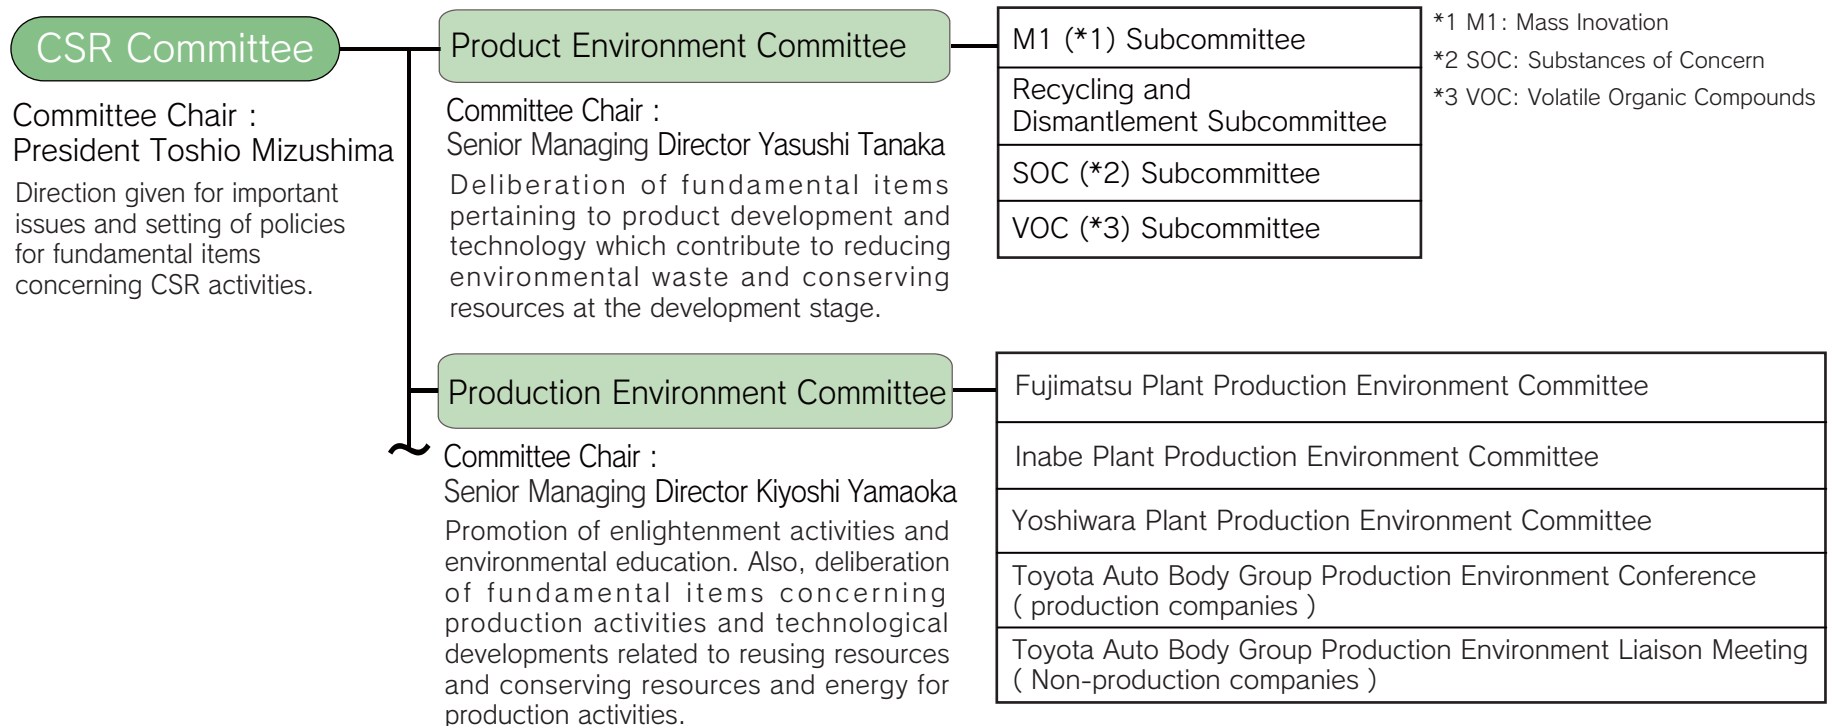 CSR Committee
Committee Chair :
President Toshio Mizushima
Direction given for important
issues and setting of policies
for fundamental items
concerning CSR activities.
Product Environment Committee
Committee Chair :
Senior Managing Director Yasushi Tanaka
Deliberation of fundamental items
pertaining to product development and
technology which contribute to reducing
environmental waste and conserving
resources at the development stage.
M1 (*1) Subcommittee
Recycling and
Dismantlement Subcommittee
SOC (*2) Subcommittee
VOC (*3) Subcommittee
*1 M1: Mass Inovation
*2 SOC: Substances of Concern
*3 VOC: Volatile Organic Compounds
Production Environment Committee
Committee Chair :
Senior Managing Director Kiyoshi Yamaoka
Promotion of enlightenment activities and
environmental education. Also, deliberation
of fundamental items concerning
production activities and technological
developments related to reusing resources
and conserving resources and energy for
production activities.
Fujimatsu Plant Production Environment Committee
Inabe Plant Production Environment Committee
Yoshiwara Plant Production Environment Committee
Toyota Auto Body Group Production Environment Conference
( production companies )
Toyota Auto Body Group Production Environment Liaison Meeting
( Non-production companies )